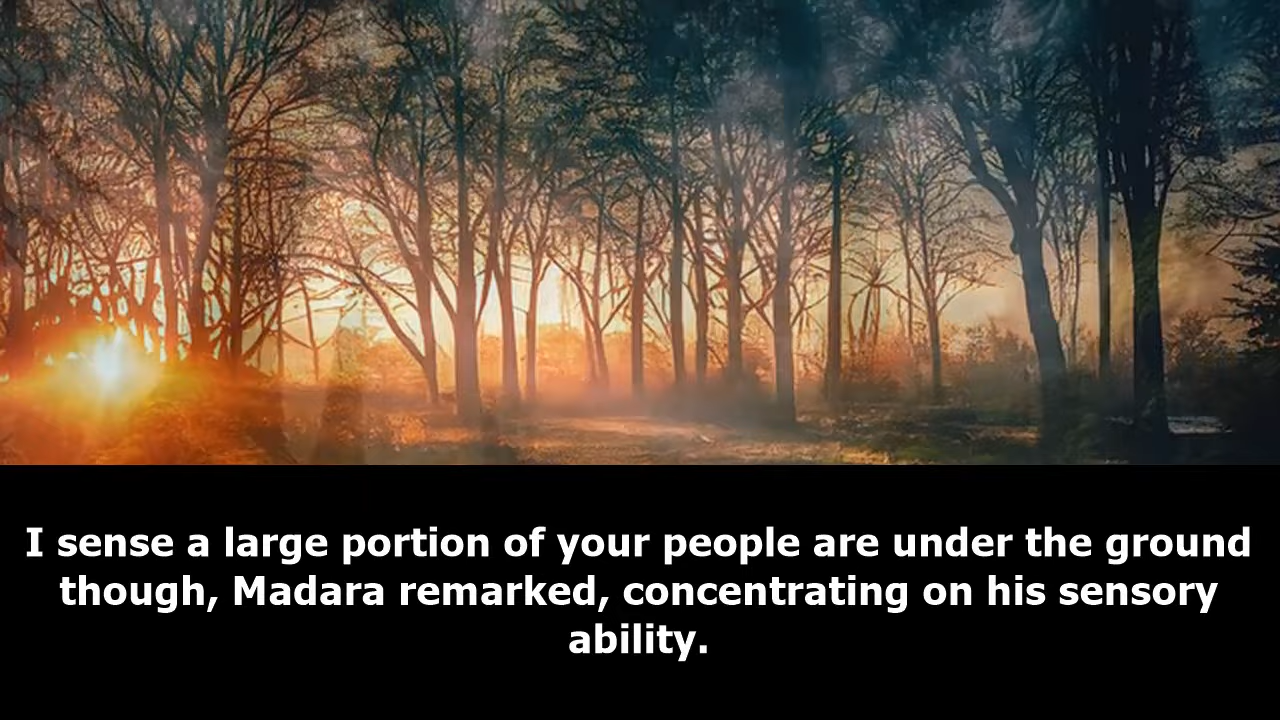 I sense a large portion of your people are under the ground
though, Madara remarked, concentrating on his sensory
ability.